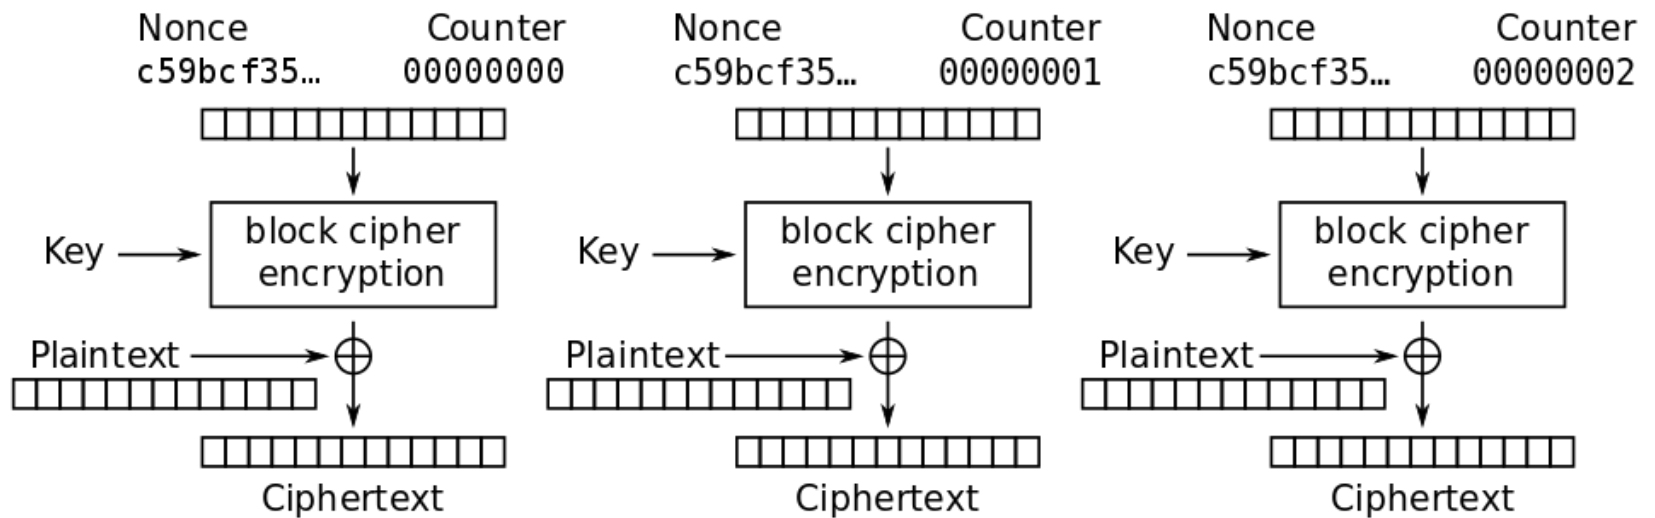 Nonce Counter Nonce Counter Nonce Counter
c59bcf35… 00000000 c59bcf35… 00000001 c59bcf35… 00000002
block cipher block cipher block cipher
Key Key Key
encryption encryption encryption
Plaintext Plaintext Plaintext
Ciphertext Ciphertext Ciphertext